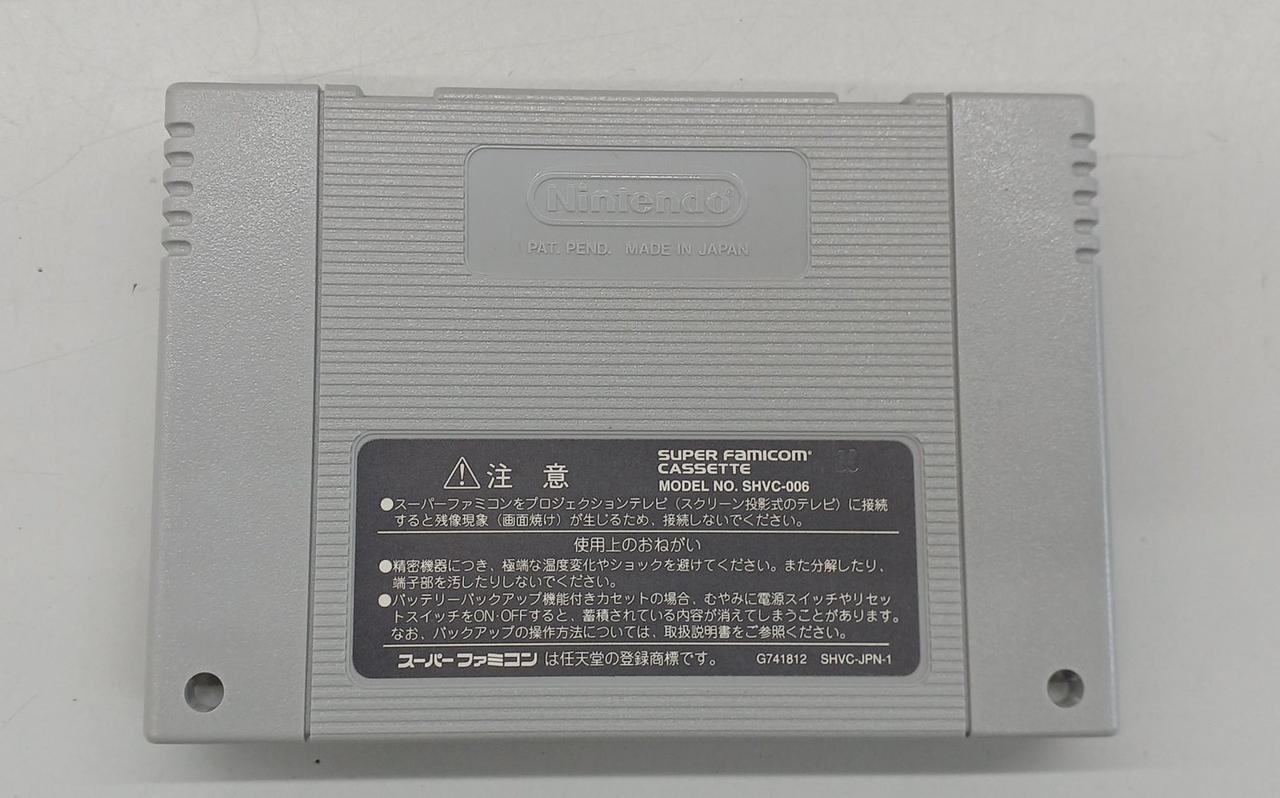 Nintendo®
PAT. PEND. MADE IN JAPAN
注 意
SUPER FAMICOM®
CASSETTE
MODEL NO. SHVC-006
●スーパーファミコンをプロジェクションテレビ（スクリーン投影式のテレビ）に接続
すると残像現象（画面焼け）が生じるため、接続しないでください。
使用上のおねがい
●精密機器につき、極端な温度変化やショックを避けてください。また分解したり、
端子部を汚したりしないでください。
●バッテリーバックアップ機能付きカセットの場合、むやみに電源スイッチやリセッ
トスイッチをON·OFFすると、蓄積されている内容が消えてしまうことがあります。
なお、バックアップの操作方法については、取扱説明書をご参照ください。
スーパーファミコン は任天堂の登録商標です。 G741812 SHVC-JPN-1